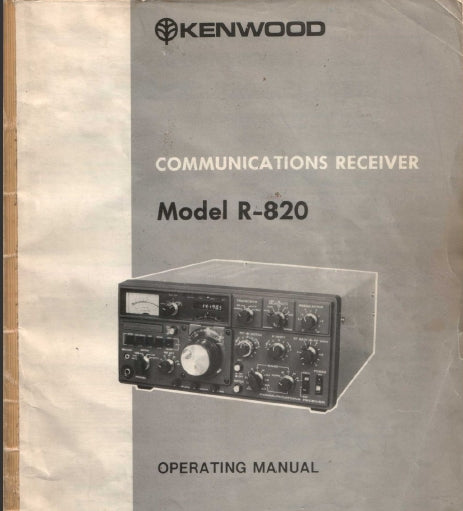 KENWOOD
COMMUNICATIONS RECEIVER
Model R-820
OPERATING MANUAL